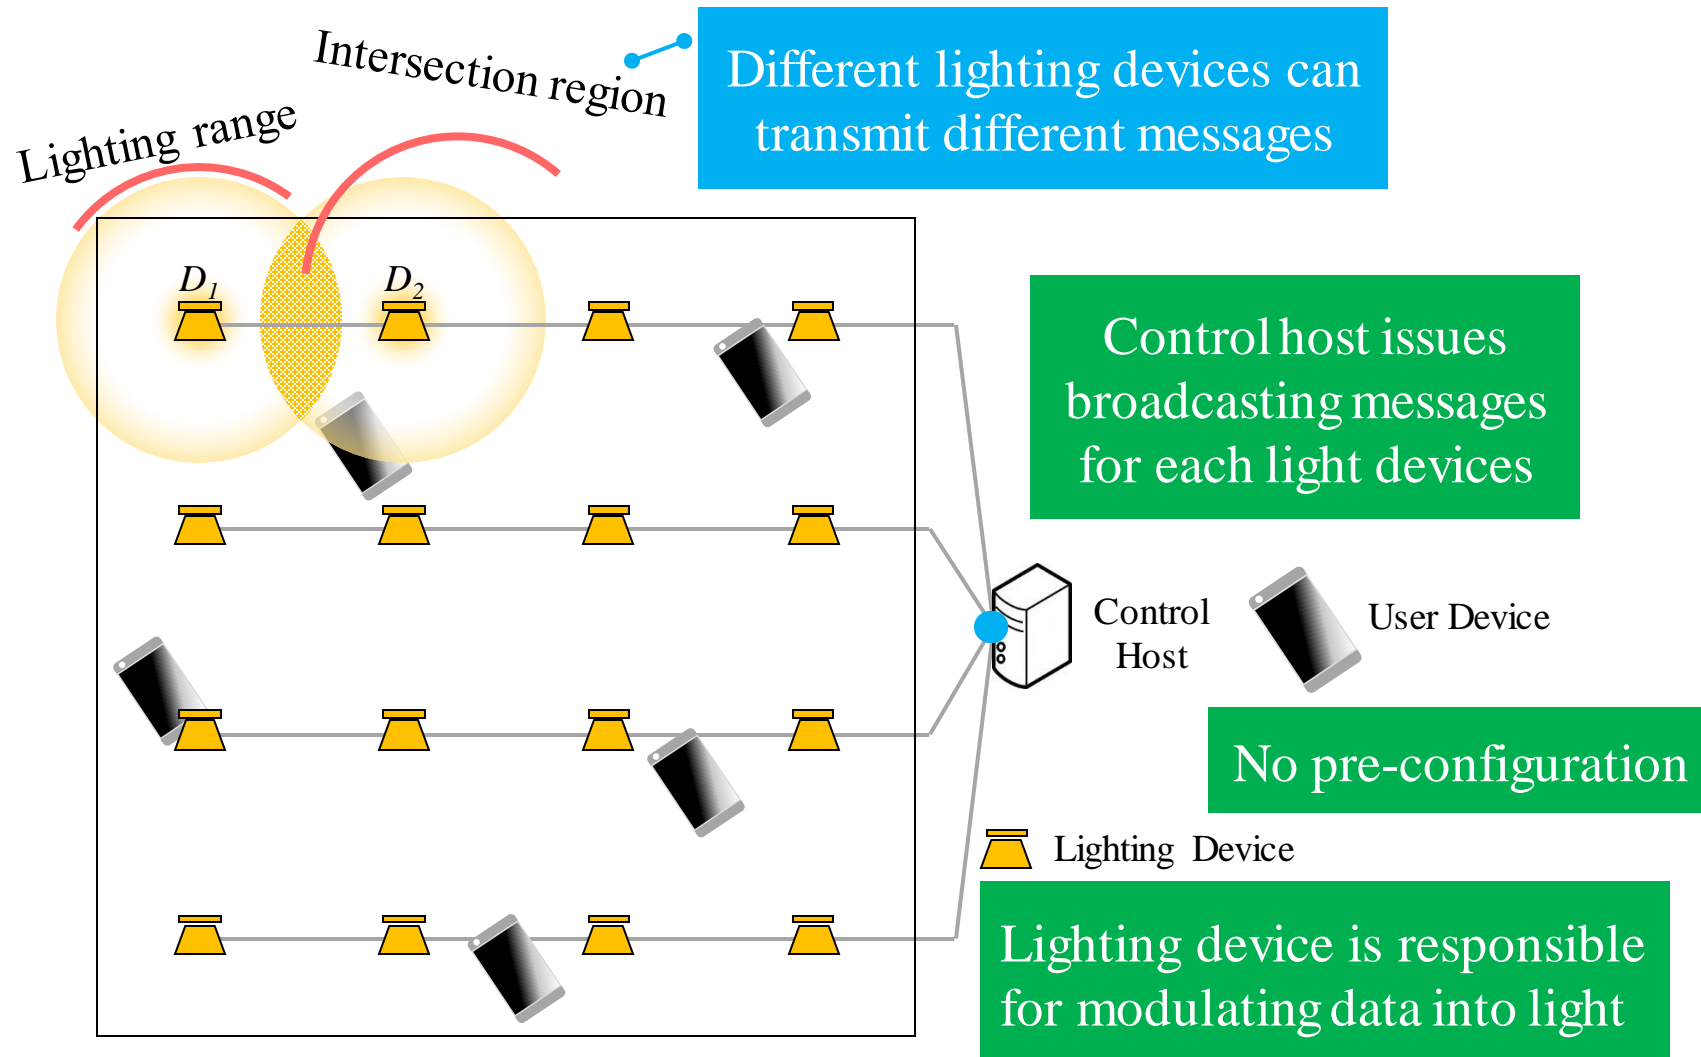 Intersection region
Different lighting devices can
transmit different messages
Lighting range
D1
D2
Control host issues
broadcasting messages
for each light devices
Control
Host
User Device
No pre-configuration
Lighting Device
Lighting device is responsible
for modulating data into light